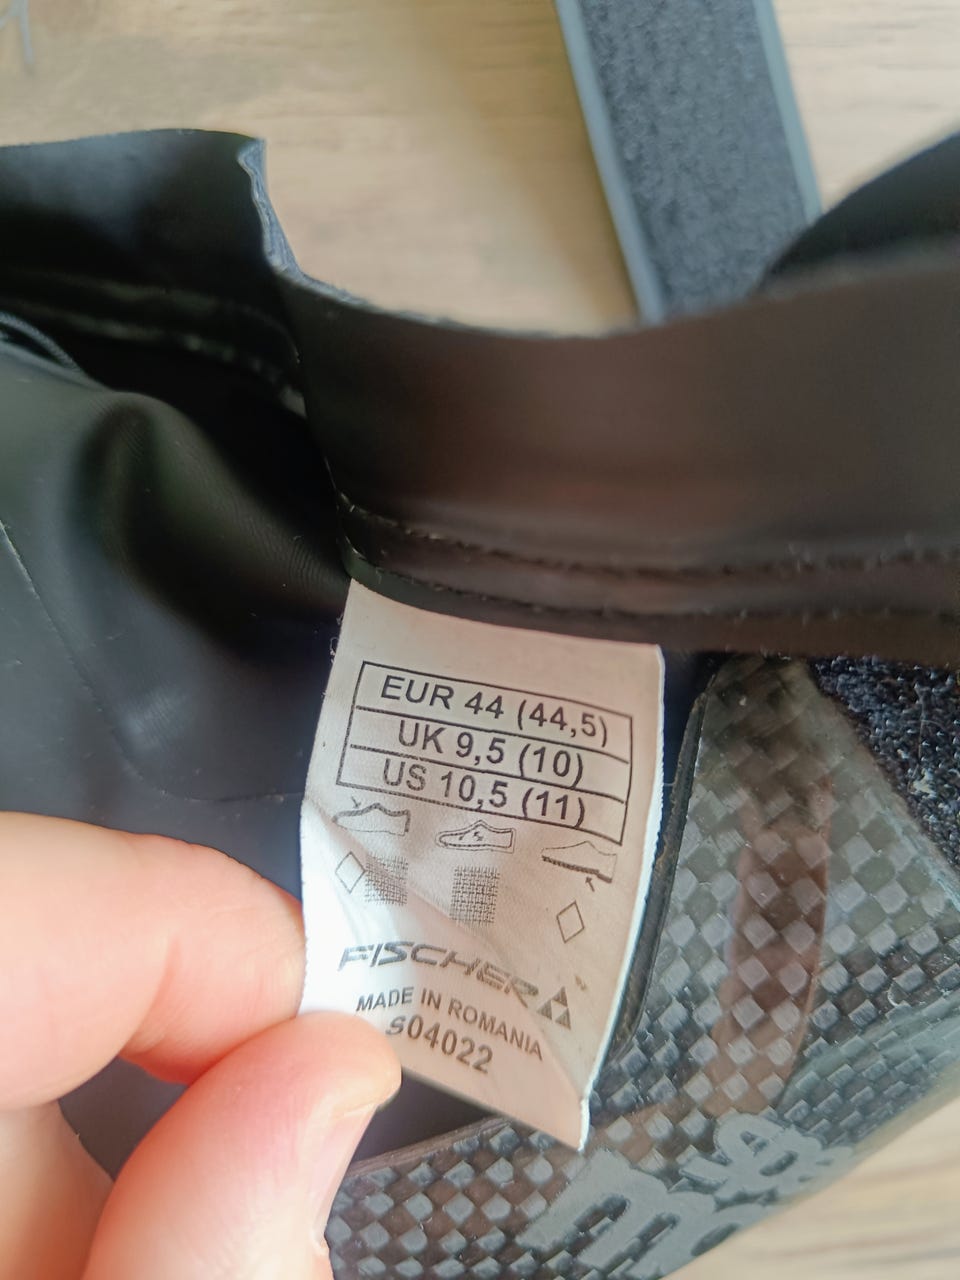 EUR 44 (44,5)
UK 9,5 (10)
US 10,5 (11)
FISCHER
MADE IN ROMANIA
s04022